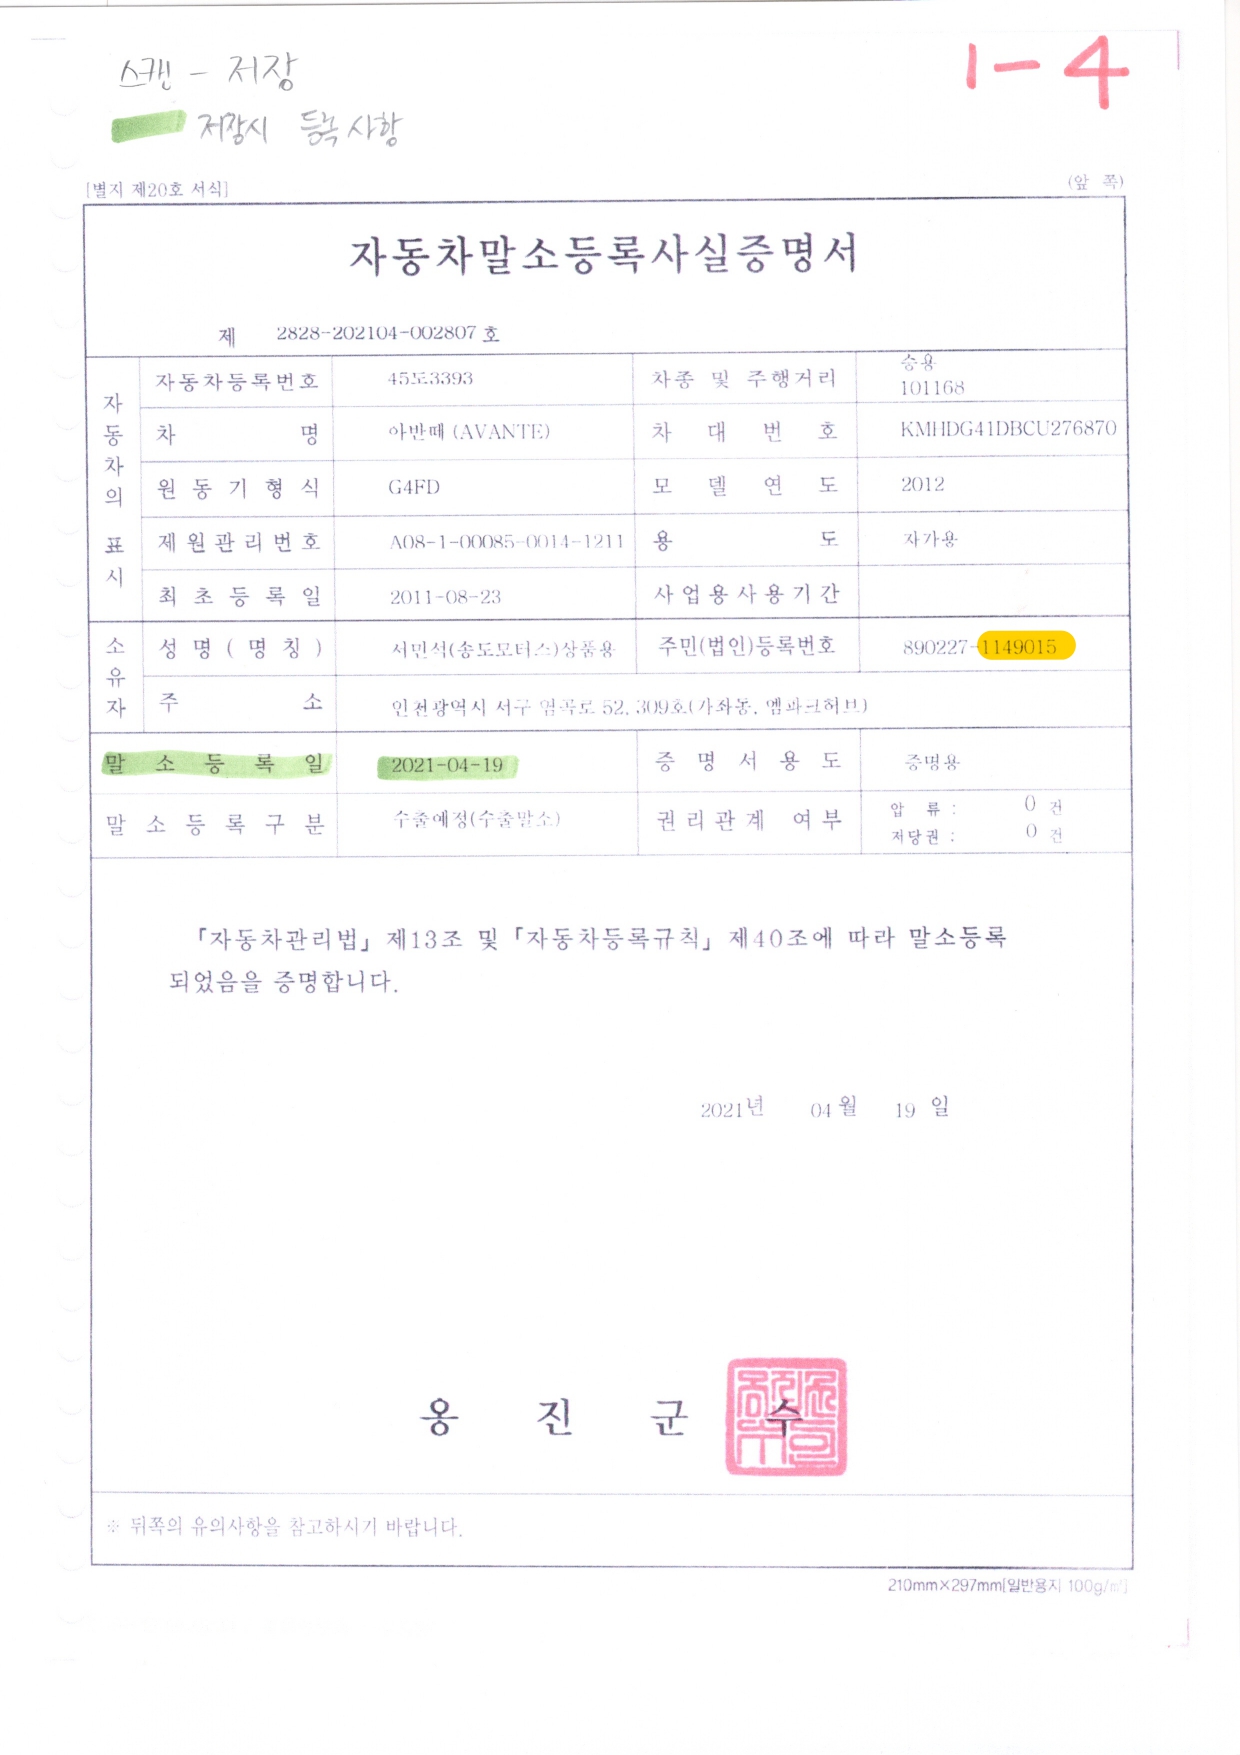 스캔 - 저장
1-4
저장시 등록사항
[별지 제20호 서식]
(앞 쪽)
자동차말소등록사실증명서
제 2828-202104-002807 호
자동차의 표시
자동차등록번호 45도3393 차종 및 주행거리 승용 101168
차명 아반떼 (AVANTE) 차대번호 KMHDG41DBCU276870
원동기형식 G4FD 모델연도 2012
제원관리번호 A08-1-00085-0014-1211 용도 자가용
최초등록일 2011-08-23 사업용사용기간
소유자
성명(명칭) 서민석(송도모터스)상품용 주민(법인)등록번호 890227-1149015
주소 인천광역시 서구 염곡로 52, 309호(가좌동, 엠파크허브)
말소등록일 2021-04-19 증명서용도 증명용
말소등록구분 수출예정(수출말소) 권리관계 여부 압류 : 0 건
저당권 : 0 건
「자동차관리법」 제13조 및 「자동차등록규칙」 제40조에 따라 말소등록
되었음을 증명합니다.
2021년 04월 19일
옹진군수
※ 뒤쪽의 유의사항을 참고하시기 바랍니다.
210mm×297mm[일반용지 100g/㎡]